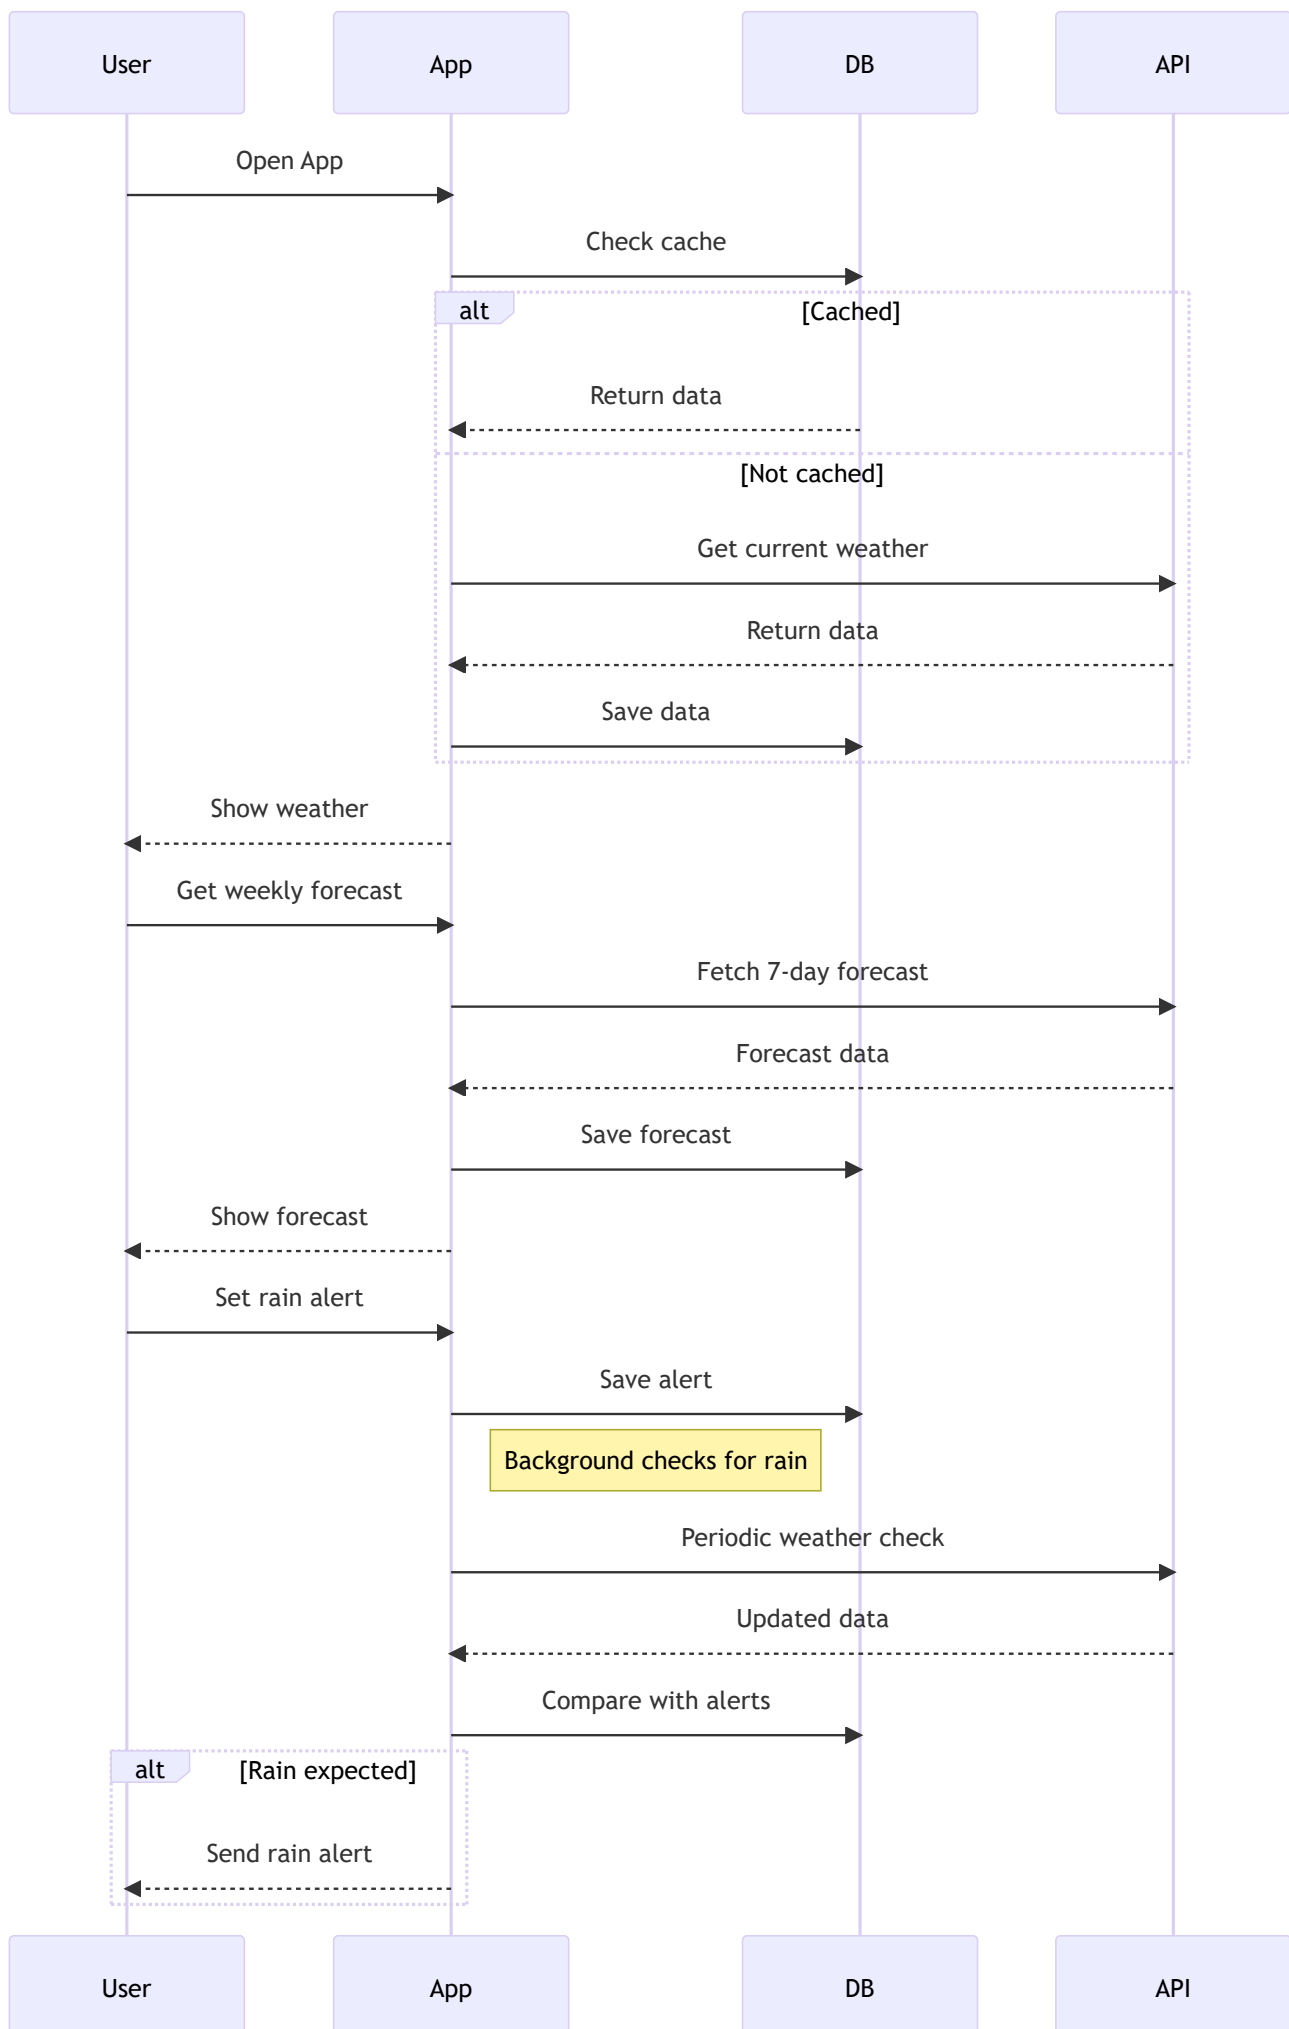 User
App
DB
API
Open App
Check cache
alt
[Cached]
Return data
[Not cached]
Get current weather
Return data
Save data
Show weather
Get weekly forecast
Fetch 7-day forecast
Forecast data
Save forecast
Show forecast
Set rain alert
Save alert
Background checks for rain
Periodic weather check
Updated data
Compare with alerts
alt
[Rain expected]
Send rain alert
User
App
DB
API